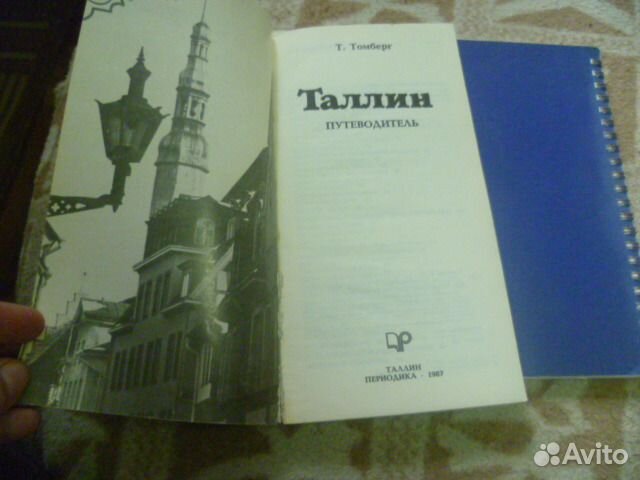 Т. Томберг
Таллин
ПУТЕВОДИТЕЛЬ
ТАЛЛИН
ПЕРИОДИКА - 1987
Avito